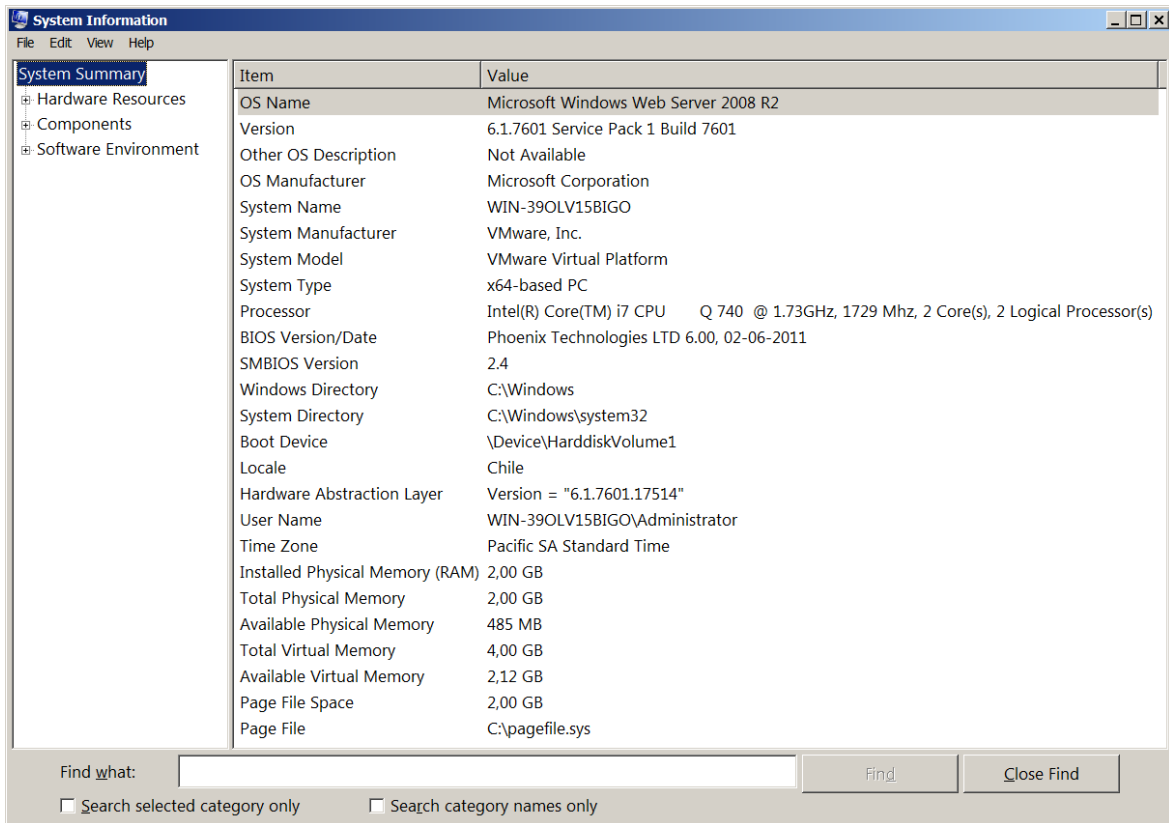 System Information
File Edit View Help
System Summary
Hardware Resources
Components
Software Environment
Item Value
OS Name Microsoft Windows Web Server 2008 R2
Version 6.1.7601 Service Pack 1 Build 7601
Other OS Description Not Available
OS Manufacturer Microsoft Corporation
System Name WIN-39OLV15BIGO
System Manufacturer VMware, Inc.
System Model VMware Virtual Platform
System Type x64-based PC
Processor Intel(R) Core(TM) i7 CPU Q 740 @ 1.73GHz, 1729 Mhz, 2 Core(s), 2 Logical Processor(s)
BIOS Version/Date Phoenix Technologies LTD 6.00, 02-06-2011
SMBIOS Version 2.4
Windows Directory C:\Windows
System Directory C:\Windows\system32
Boot Device \Device\HarddiskVolume1
Locale Chile
Hardware Abstraction Layer Version = "6.1.7601.17514"
User Name WIN-39OLV15BIGO\Administrator
Time Zone Pacific SA Standard Time
Installed Physical Memory (RAM) 2,00 GB
Total Physical Memory 2,00 GB
Available Physical Memory 485 MB
Total Virtual Memory 4,00 GB
Available Virtual Memory 2,12 GB
Page File Space 2,00 GB
Page File C:\pagefile.sys
Find what: Find Close Find
Search selected category only Search category names only